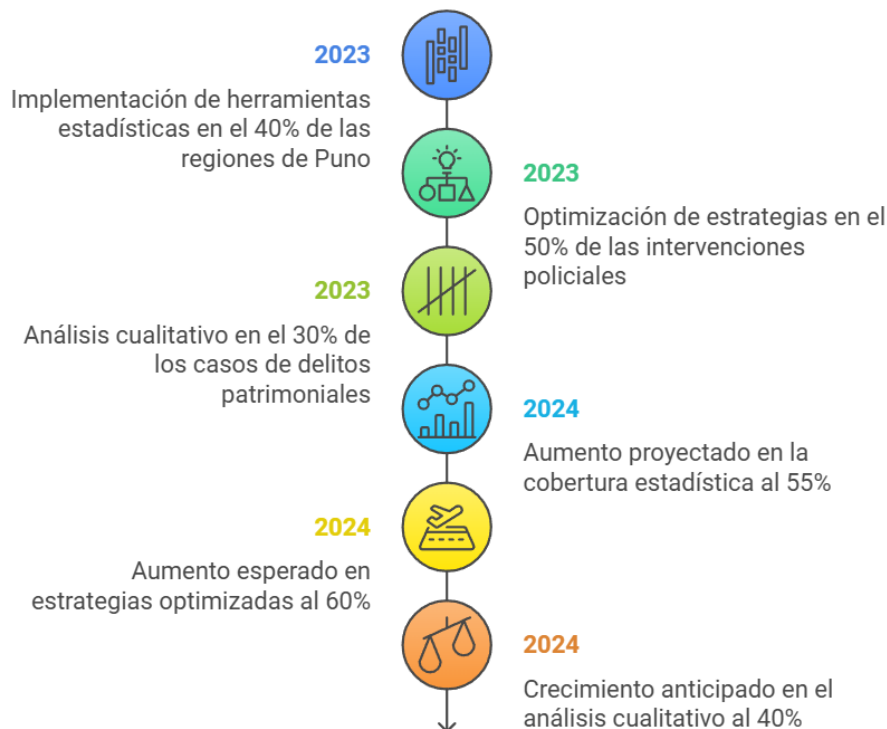 2023
Implementación de herramientas
estadísticas en el 40% de las
regiones de Puno
2023
Optimización de estrategias en el
50% de las intervenciones
policiales
2023
Análisis cualitativo en el 30% de
los casos de delitos
patrimoniales
2024
Aumento proyectado en la
cobertura estadística al 55%
2024
Aumento esperado en
estrategias optimizadas al 60%
2024
Crecimiento anticipado en el
análisis cualitativo al 40%